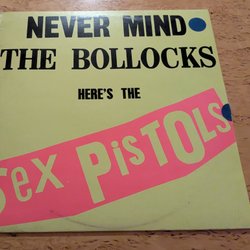 NEVER MIND
THE BOLLOCKS
HERE'S THE
Sex PiSTOLS